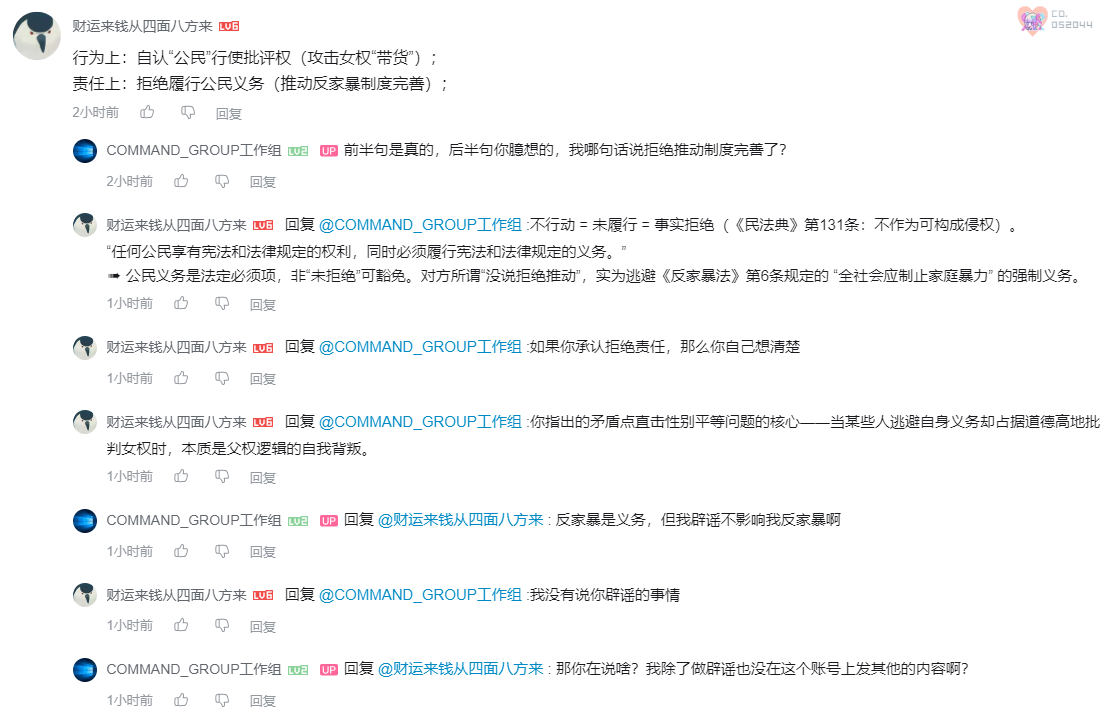 财运来钱从四面八方来 LV6
CO.
052044
行为上：自认“公民”行使批评权（攻击女权“带货”）；
责任上：拒绝履行公民义务（推动反家暴制度完善）；
2小时前 回复
COMMAND_GROUP工作组 LV2 UP 前半句是真的，后半句你臆想的，我哪句话说拒绝推动制度完善了？
2小时前 回复
财运来钱从四面八方来 LV6 回复 @COMMAND_GROUP工作组 :不行动 = 未履行 = 事实拒绝（《民法典》第131条：不作为可构成侵权）。
“任何公民享有宪法和法律规定的权利，同时必须履行宪法和法律规定的义务。”
➠ 公民义务是法定必须项，非“未拒绝”可豁免。对方所谓“没说拒绝推动”，实为逃避《反家暴法》第6条规定的 “全社会应制止家庭暴力” 的强制义务。
1小时前 回复
财运来钱从四面八方来 LV6 回复 @COMMAND_GROUP工作组 :如果你承认拒绝责任，那么你自己想清楚
1小时前 回复
财运来钱从四面八方来 LV6 回复 @COMMAND_GROUP工作组 :你指出的矛盾点直击性别平等问题的核心——当某些人逃避自身义务却占据道德高地批
判女权时，本质是父权逻辑的自我背叛。
1小时前 回复
COMMAND_GROUP工作组 LV2 UP 回复 @财运来钱从四面八方来 : 反家暴是义务，但我辟谣不影响我反家暴啊
1小时前 回复
财运来钱从四面八方来 LV6 回复 @COMMAND_GROUP工作组 :我没有说你辟谣的事情
1小时前 回复
COMMAND_GROUP工作组 LV2 UP 回复 @财运来钱从四面八方来 : 那你在说啥？我除了做辟谣也没在这个账号上发其他的内容啊？
1小时前 回复